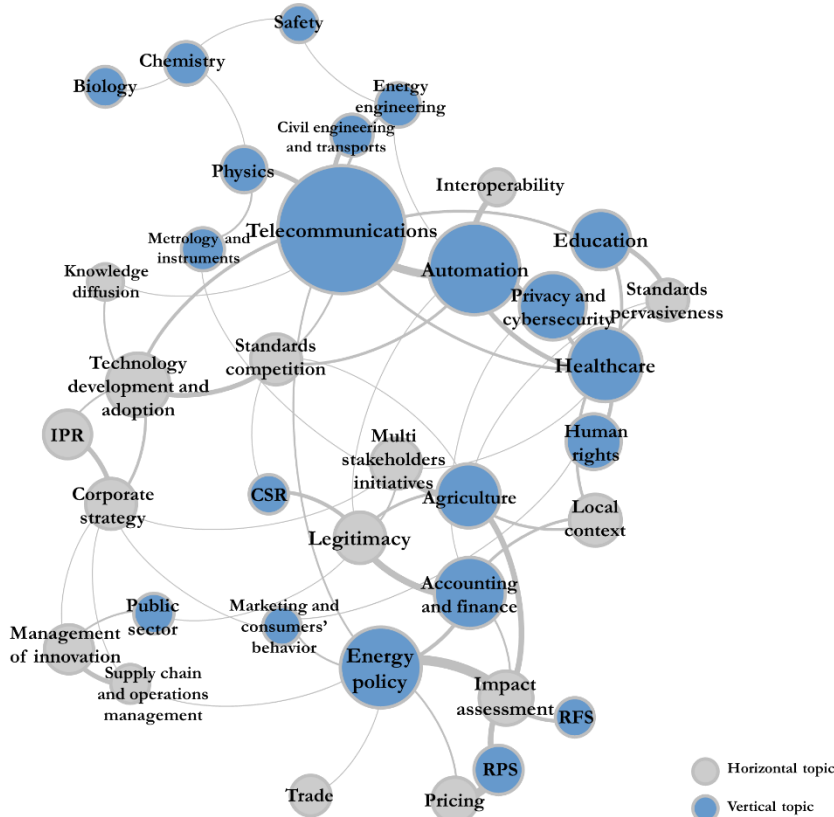 Safety
Chemistry
Biology
Energy
engineering
Civil engineering
and transports
Physics
Interoperability
Telecommunications
Education
Metrology and
instruments
Automation
Knowledge
diffusion
Privacy and
cybersecurity
Standards
pervasiveness
Standards
competition
Technology
development and
adoption
Healthcare
IPR
Multi
stakeholders
initiatives
Human
rights
Corporate
strategy
CSR
Agriculture
Local
context
Legitimacy
Accounting
and finance
Public
sector
Marketing and
consumers'
behavior
Management
of innovation
Energy
policy
Supply chain
and operations
management
Impact
assessment
RFS
RPS
Trade
Pricing
Horizontal topic
Vertical topic